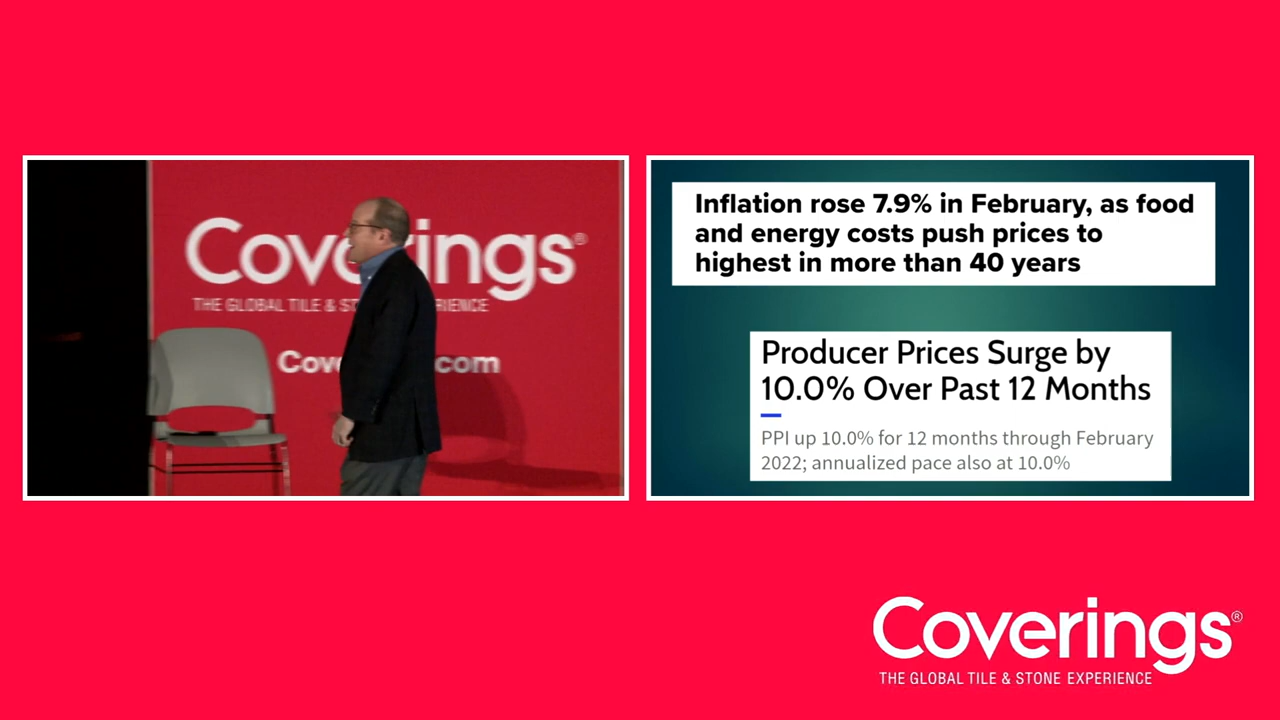 Coverings®
THE GLOBAL TILE & ST RIENCE
Cov .com
Inflation rose 7.9% in February, as food
and energy costs push prices to
highest in more than 40 years
Producer Prices Surge by
10.0% Over Past 12 Months
PPI up 10.0% for 12 months through February
2022; annualized pace also at 10.0%
Coverings®
THE GLOBAL TILE & STONE EXPERIENCE